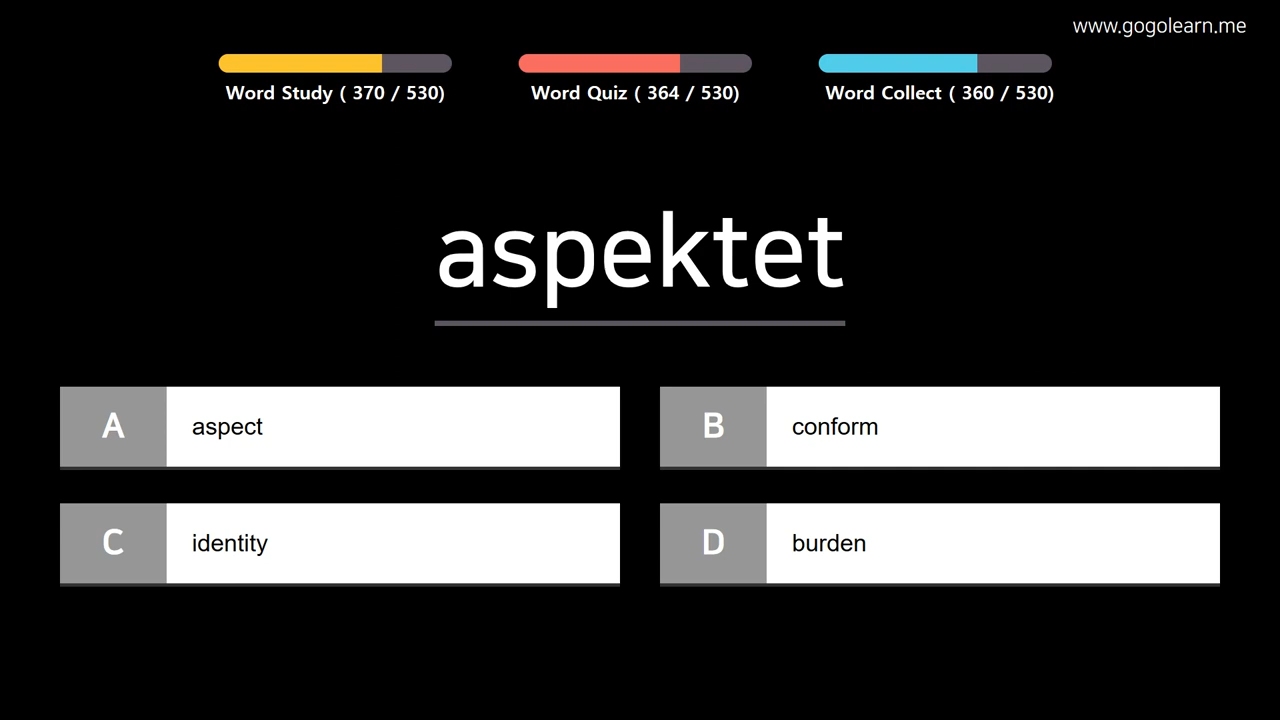 www.gogolearn.me
Word Study ( 370 / 530)
Word Quiz ( 364 / 530)
Word Collect ( 360 / 530)
aspektet
A aspect
B conform
C identity
D burden